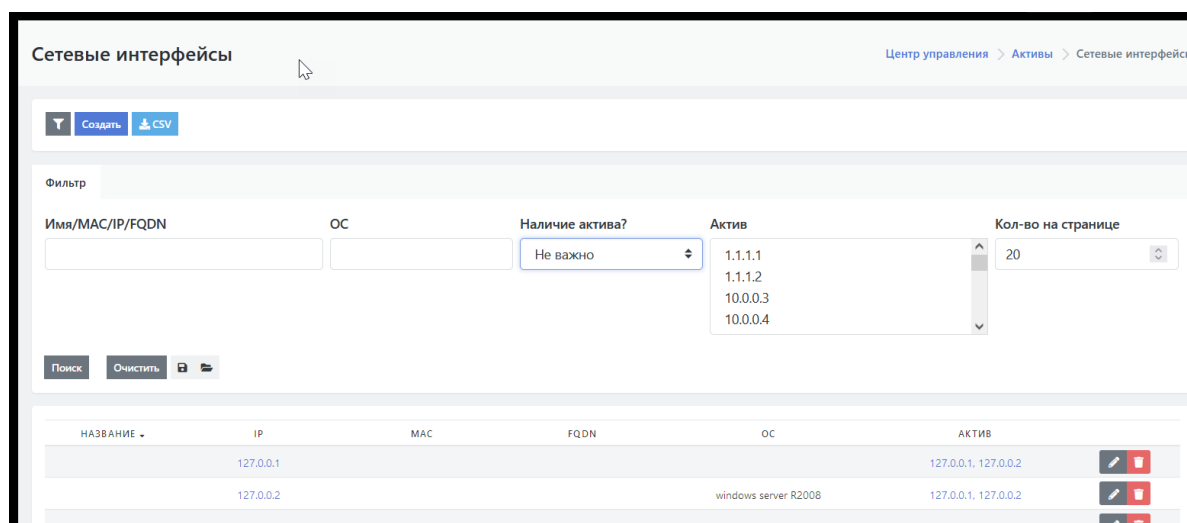 Сетевые интерфейсы
Центр управления > Активы > Сетевые интерфейсы
Создать CSV
Фильтр
Имя/MAC/IP/FQDN ОС Наличие актива? Актив Кол-во на странице
Не важно 1.1.1.1 20
1.1.1.2
10.0.0.3
10.0.0.4
Поиск Очистить
НАЗВАНИЕ IP MAC FQDN ОС АКТИВ
127.0.0.1 127.0.0.1, 127.0.0.2
127.0.0.2 windows server R2008 127.0.0.1, 127.0.0.2